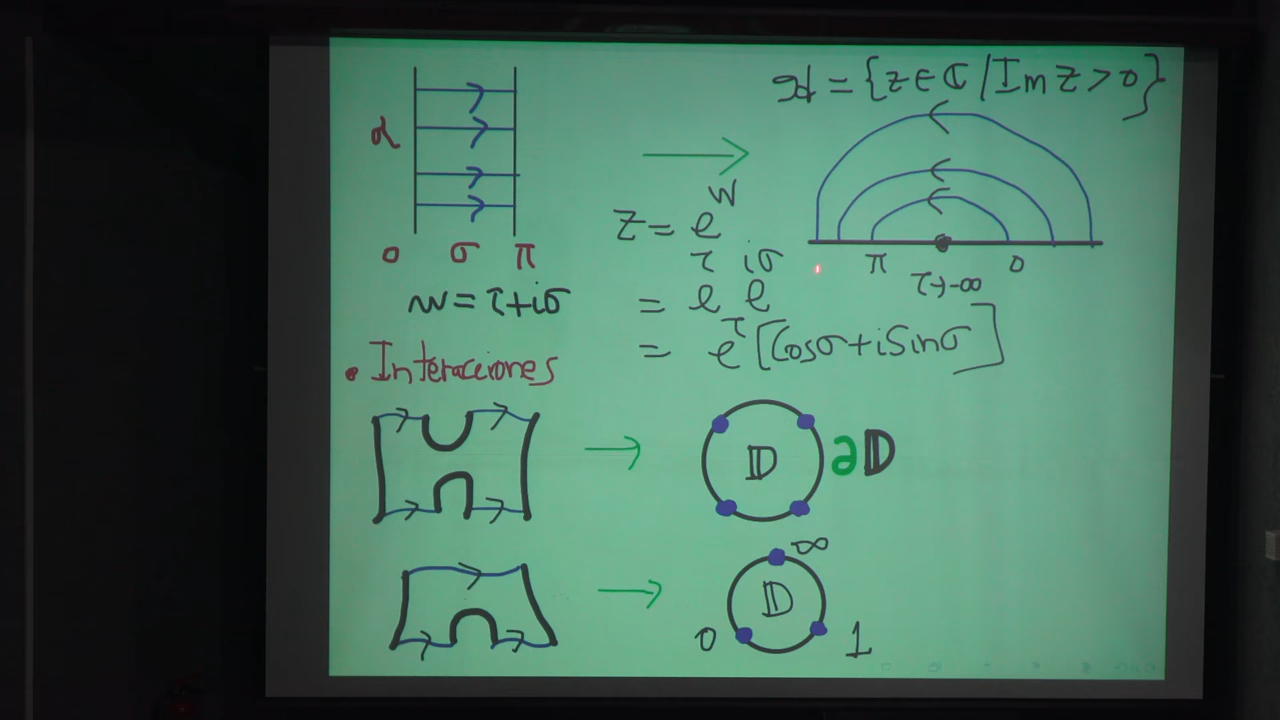 ℍ = {z ∈ ℂ / Im z > 0}
α
0 σ π
w = τ + iσ
z = e^w
= e^τ e^{iσ}
= e^τ [Cosσ + i Sinσ]
π 0
τ → -∞
• Interacciones
𝔻 ∂𝔻
∞
𝔻
0 1